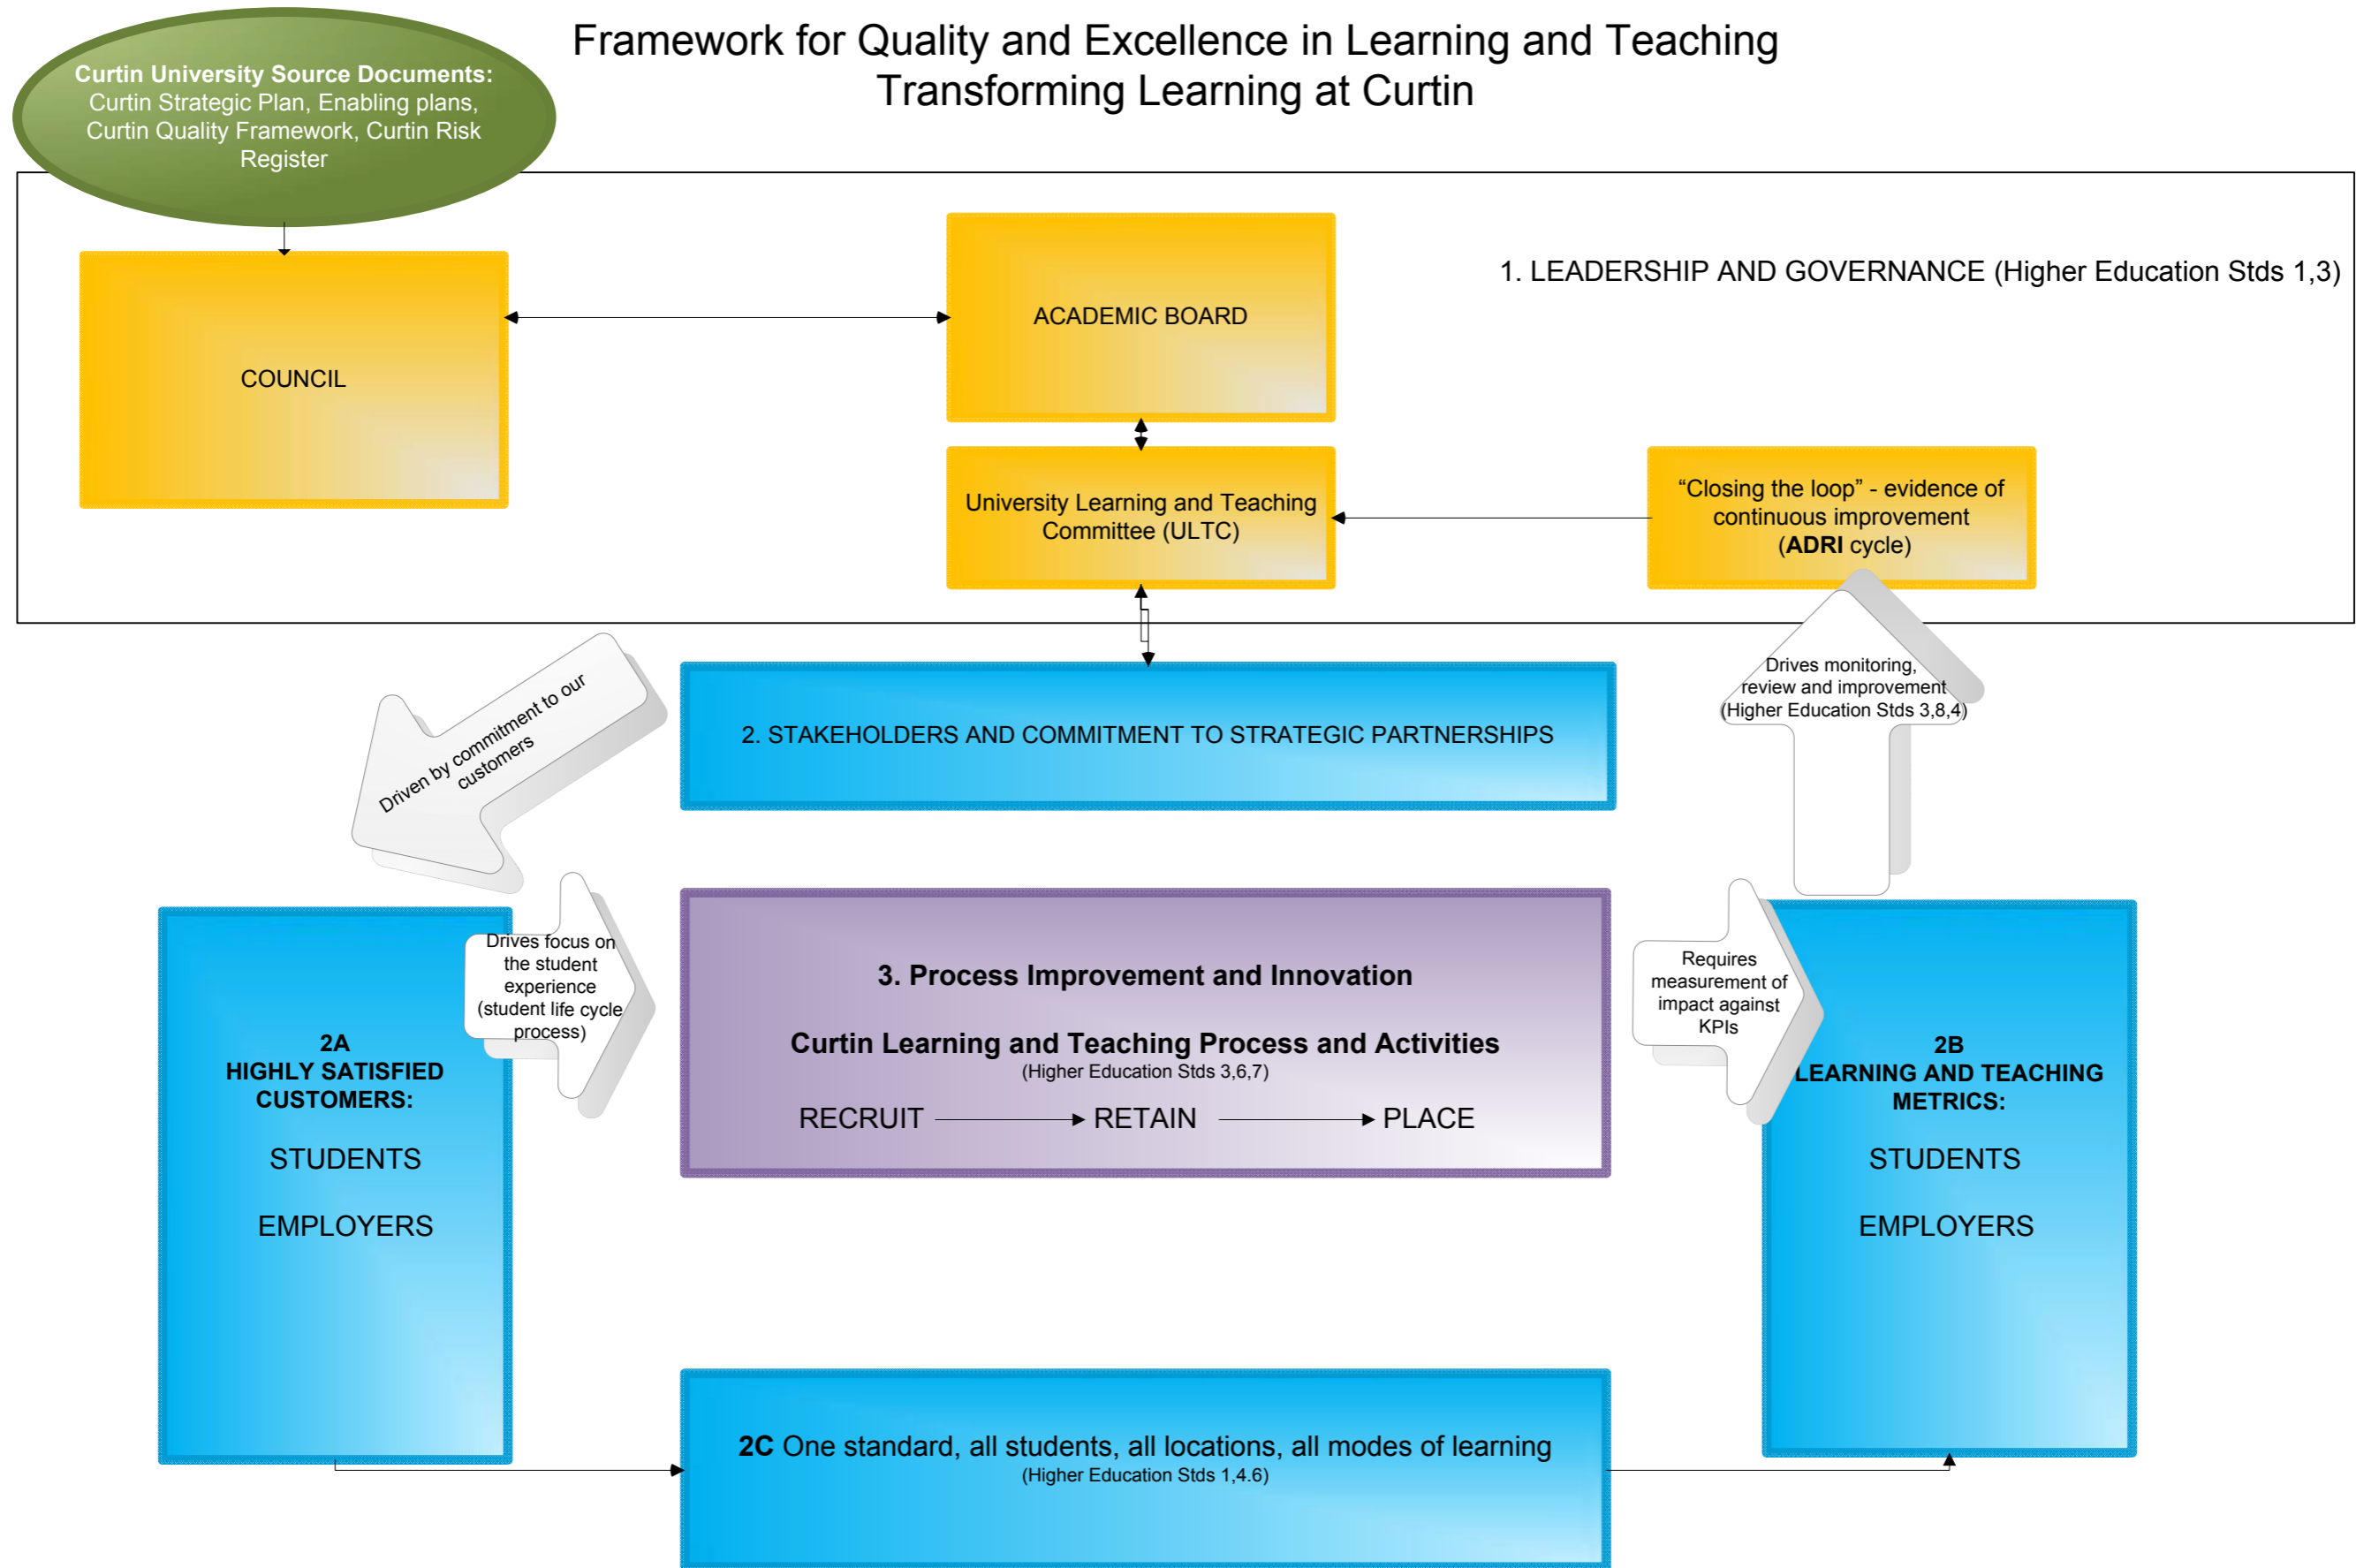 Framework for Quality and Excellence in Learning and Teaching
Transforming Learning at Curtin
Curtin University Source Documents:
Curtin Strategic Plan, Enabling plans,
Curtin Quality Framework, Curtin Risk
Register
1. LEADERSHIP AND GOVERNANCE (Higher Education Stds 1,3)
COUNCIL
ACADEMIC BOARD
University Learning and Teaching
Committee (ULTC)
“Closing the loop” - evidence of
continuous improvement
(ADRI cycle)
Driven by commitment to our
customers
2. STAKEHOLDERS AND COMMITMENT TO STRATEGIC PARTNERSHIPS
Drives monitoring,
review and improvement
(Higher Education Stds 3,8,4)
2A
HIGHLY SATISFIED
CUSTOMERS:
STUDENTS
EMPLOYERS
Drives focus on
the student
experience
(student life cycle
process)
3. Process Improvement and Innovation
Curtin Learning and Teaching Process and Activities
(Higher Education Stds 3,6,7)
RECRUIT RETAIN PLACE
Requires
measurement of
impact against
KPIs
2B
LEARNING AND TEACHING
METRICS:
STUDENTS
EMPLOYERS
2C One standard, all students, all locations, all modes of learning
(Higher Education Stds 1,4.6)